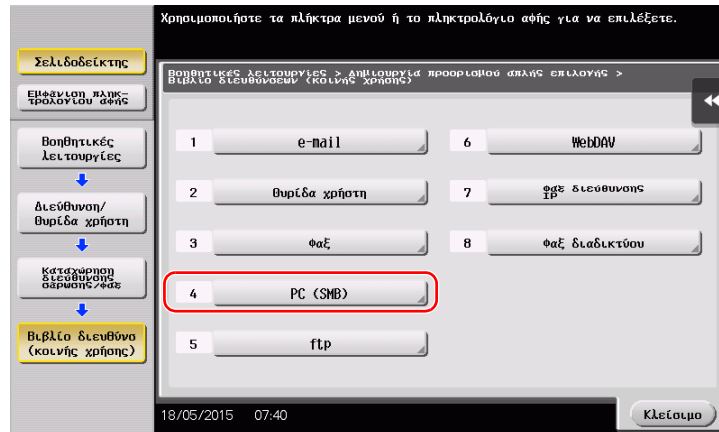 Χρησιμοποιήστε τα πλήκτρα μενού ή το πληκτρολόγιο αφής για να επιλέξετε.
Σελιδοδείκτης
Εμφάνιση πληκ-
τρολογίου αφής
Βοηθητικές
λειτουργίες
Διεύθυνση/
Θυρίδα χρήστη
Καταχώρηση
διεύθυνσης
σάρωσης/φαξ
Βιβλίο διευθύνσ
(κοινής χρήσης)
Βοηθητικές λειτουργίες > Δημιουργία προορισμού απλής επιλογής >
Βιβλίο διευθύνσεων (κοινής χρήσης)
1 e-mail
2 Θυρίδα χρήστη
3 Φαξ
4 PC (SMB)
5 ftp
6 WebDAV
7 Φαξ διεύθυνσης
IP
8 Φαξ διαδικτύου
18/05/2015 07:40
Κλείσιμο